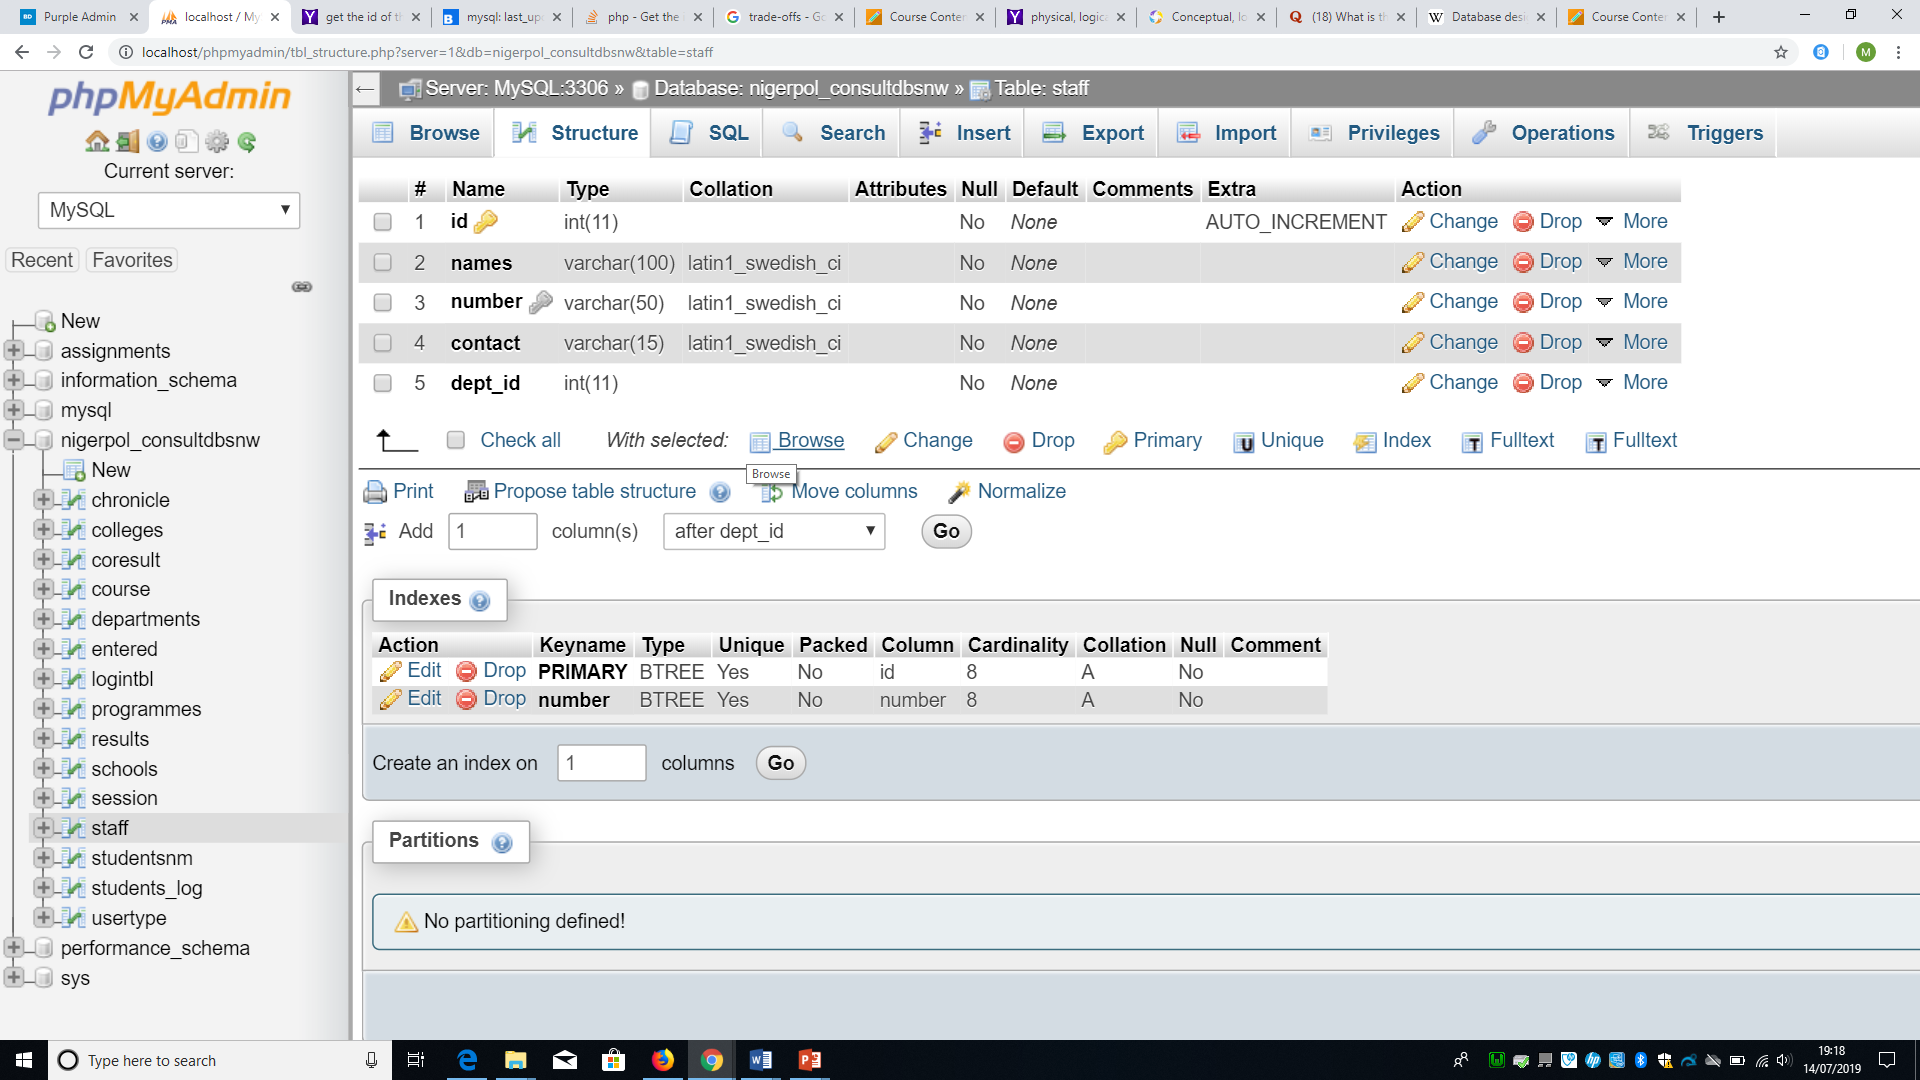 Purple Admin
localhost / My
get the id of t
mysql: last_up
php - Get the
trade-offs - Go
Course Conten
physical, logica
Conceptual, lo
(18) What is th
Database desi
Course Conten
localhost/phpmyadmin/tbl_structure.php?server=1&db=nigerpol_consultdbsnw&table=staff
M
phpMyAdmin
Current server:
MySQL
Recent Favorites
New
assignments
information_schema
mysql
nigerpol_consultdbsnw
New
chronicle
colleges
coresult
course
departments
entered
logintbl
programmes
results
schools
session
staff
studentsnm
students_log
usertype
performance_schema
sys
Server: MySQL:3306 » Database: nigerpol_consultdbsnw » Table: staff
Browse Structure SQL Search Insert Export Import Privileges Operations Triggers
# Name Type Collation Attributes Null Default Comments Extra Action
1 id int(11) No None AUTO_INCREMENT Change Drop More
2 names varchar(100) latin1_swedish_ci No None Change Drop More
3 number varchar(50) latin1_swedish_ci No None Change Drop More
4 contact varchar(15) latin1_swedish_ci No None Change Drop More
5 dept_id int(11) No None Change Drop More
Check all With selected: Browse Change Drop Primary Unique Index Fulltext Fulltext
Browse
Print Propose table structure Move columns Normalize
Add 1 column(s) after dept_id Go
Indexes
Action Keyname Type Unique Packed Column Cardinality Collation Null Comment
Edit Drop PRIMARY BTREE Yes No id 8 A No
Edit Drop number BTREE Yes No number 8 A No
Create an index on 1 columns Go
Partitions
No partitioning defined!
Type here to search
19:18
14/07/2019